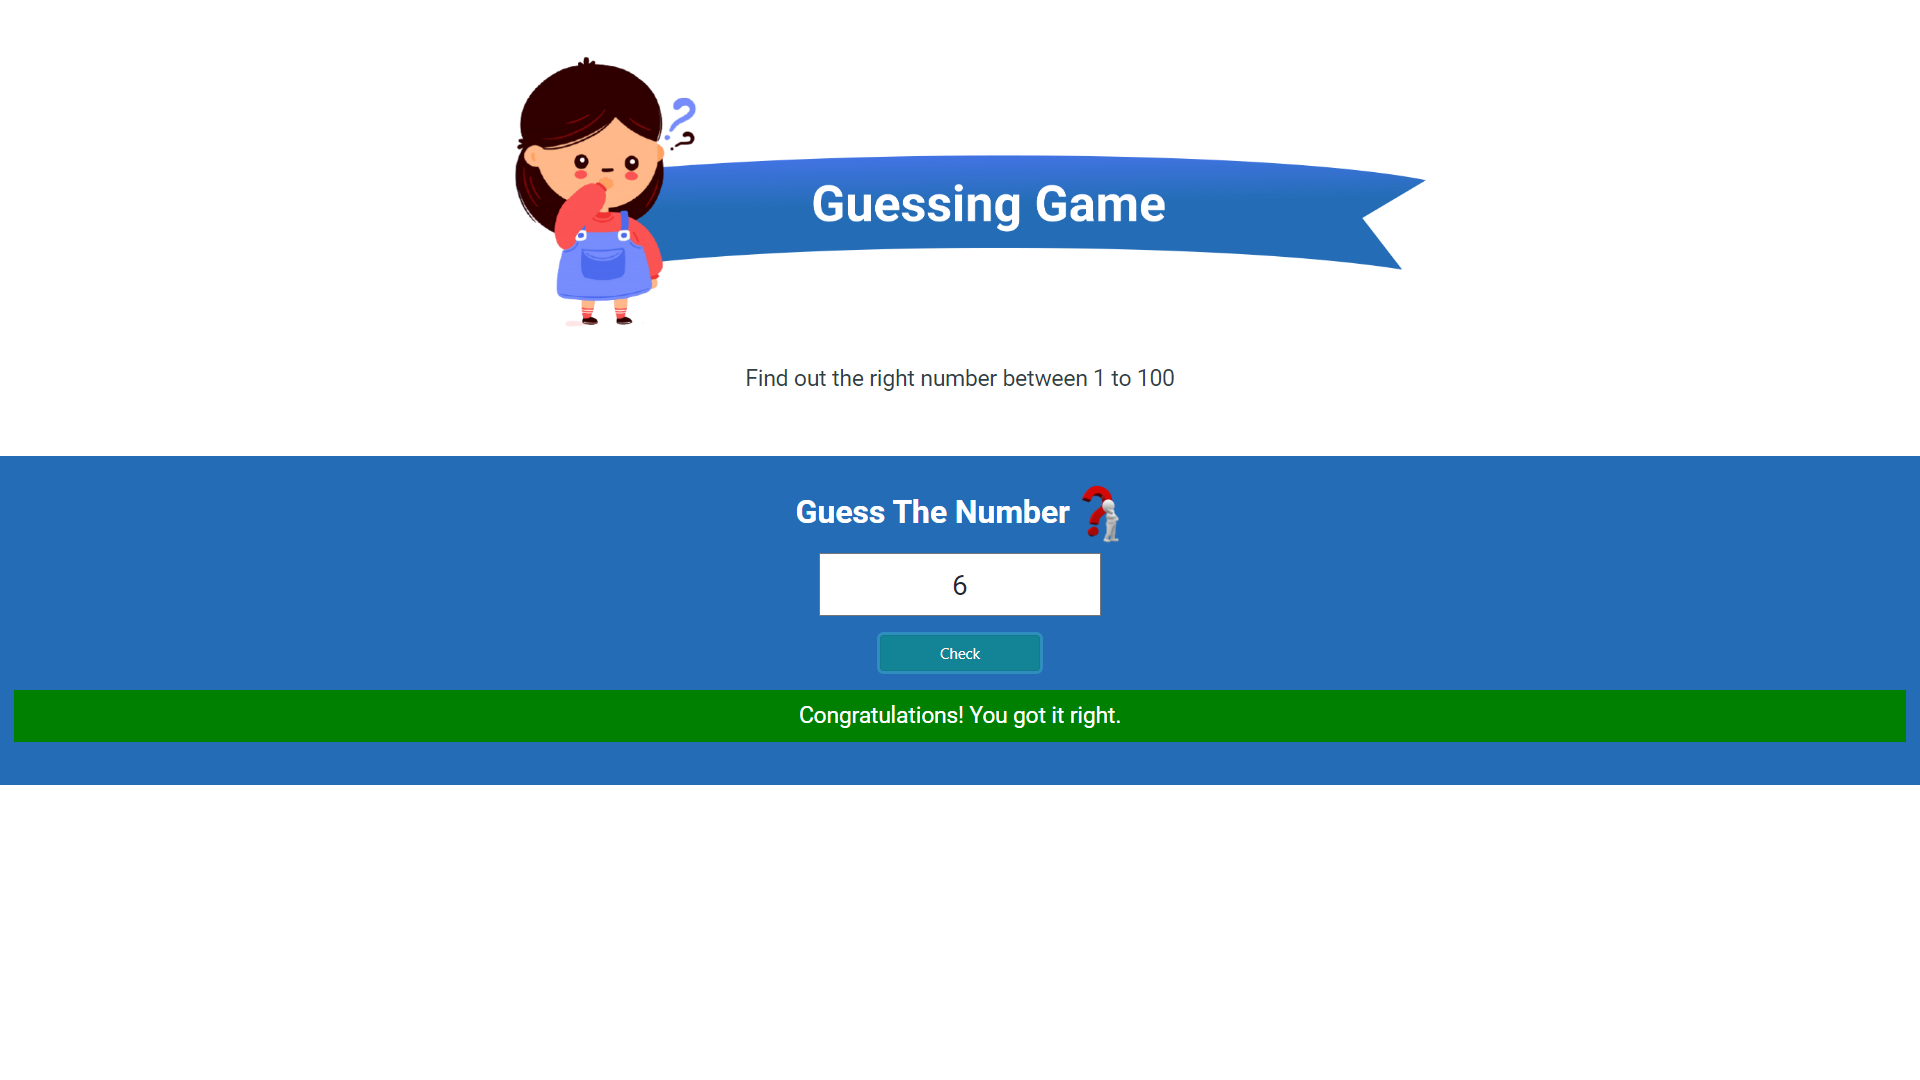 Guessing Game
Find out the right number between 1 to 100
Guess The Number
6
Check
Congratulations! You got it right.